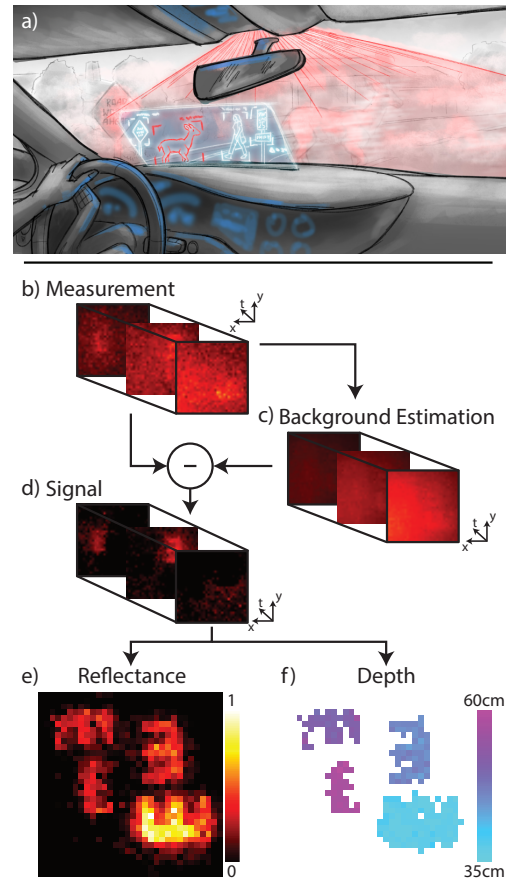 a)
b) Measurement
y
t
x
c) Background Estimation
−
d) Signal
y
t
x
y
t
x
e) Reflectance
f) Depth
1
60cm
0
35cm